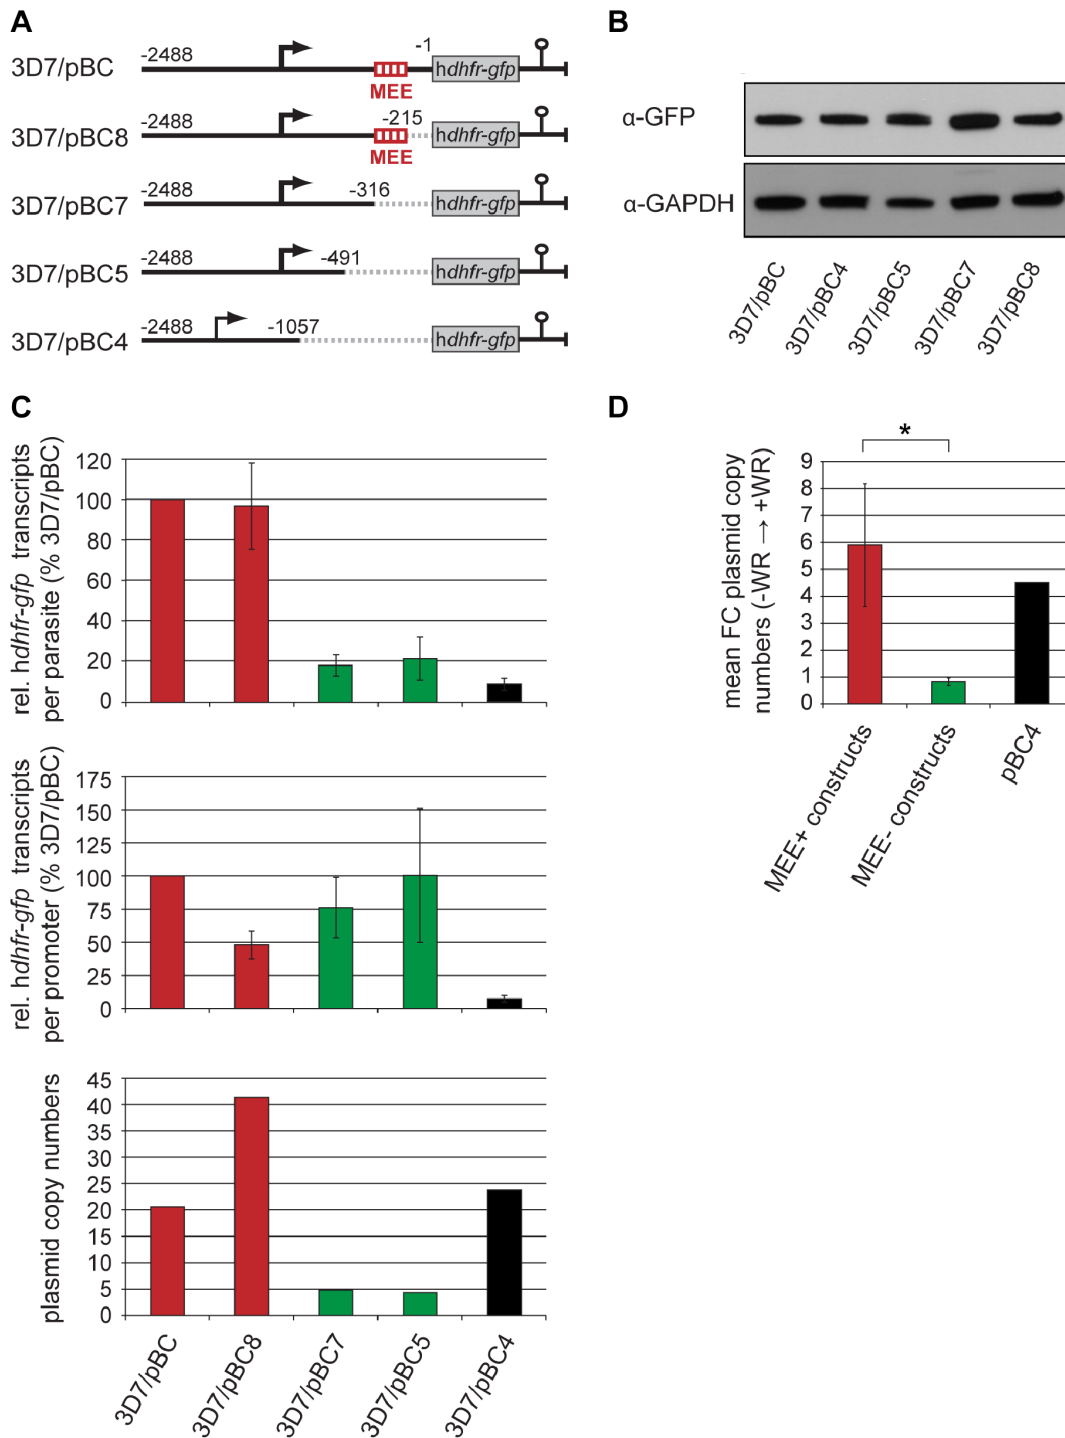 A
3D7/pBC
-2488
-1
hdhfr-gfp
MEE
3D7/pBC8
-2488
-215
hdhfr-gfp
MEE
3D7/pBC7
-2488
-316
hdhfr-gfp
3D7/pBC5
-2488
-491
hdhfr-gfp
3D7/pBC4
-2488
-1057
hdhfr-gfp
B
α-GFP
α-GAPDH
3D7/pBC
3D7/pBC4
3D7/pBC5
3D7/pBC7
3D7/pBC8
C
rel. hdhfr-gfp transcripts
per parasite (% 3D7/pBC)
120
100
80
60
40
20
0
rel. hdhfr-gfp transcripts
per promoter (% 3D7/pBC)
175
150
125
100
75
50
25
0
plasmid copy numbers
45
40
35
30
25
20
15
10
5
0
3D7/pBC
3D7/pBC8
3D7/pBC7
3D7/pBC5
3D7/pBC4
D
mean FC plasmid copy
numbers (-WR → +WR)
*
9
8
7
6
5
4
3
2
1
0
MEE+ constructs
MEE- constructs
pBC4